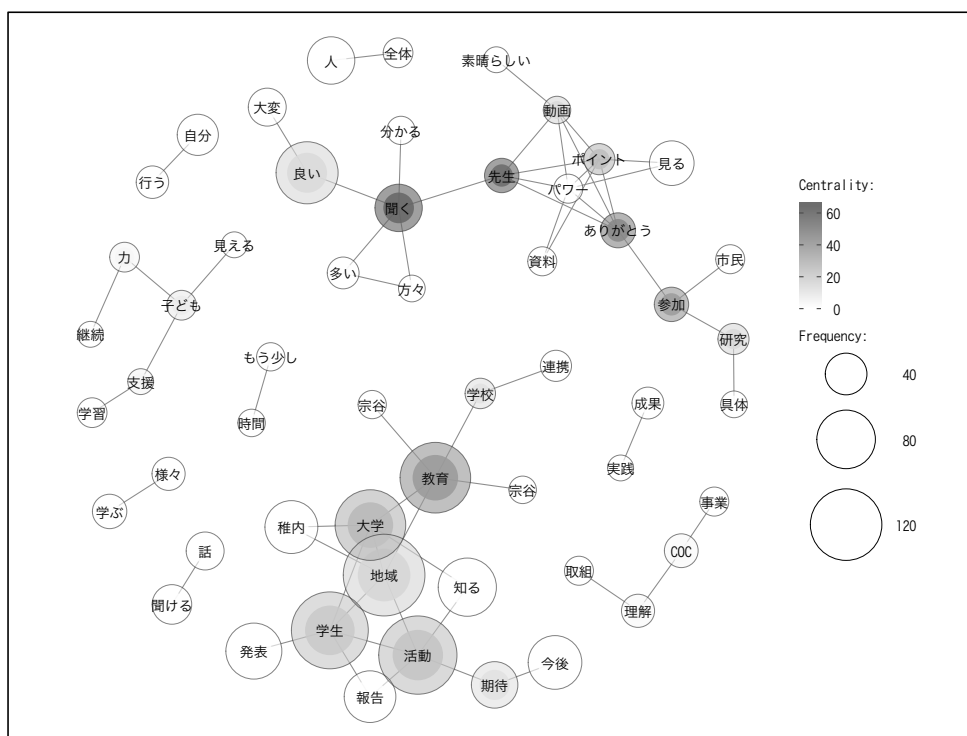 人
全体
素晴らしい
大変
動画
分かる
自分
ポイント
見る
良い
先生
行う
パワー
聞く
ありがとう
見える
力
多い
資料
市民
方々
子ども
参加
継続
研究
もう少し
連携
支援
学校
学習
時間
宗谷
成果
具体
実践
教育
様々
宗谷
学ぶ
大学
稚内
事業
話
COC
地域
知る
取組
聞ける
理解
学生
発表
活動
今後
期待
報告
Centrality:
60
40
20
0
Frequency:
40
80
120